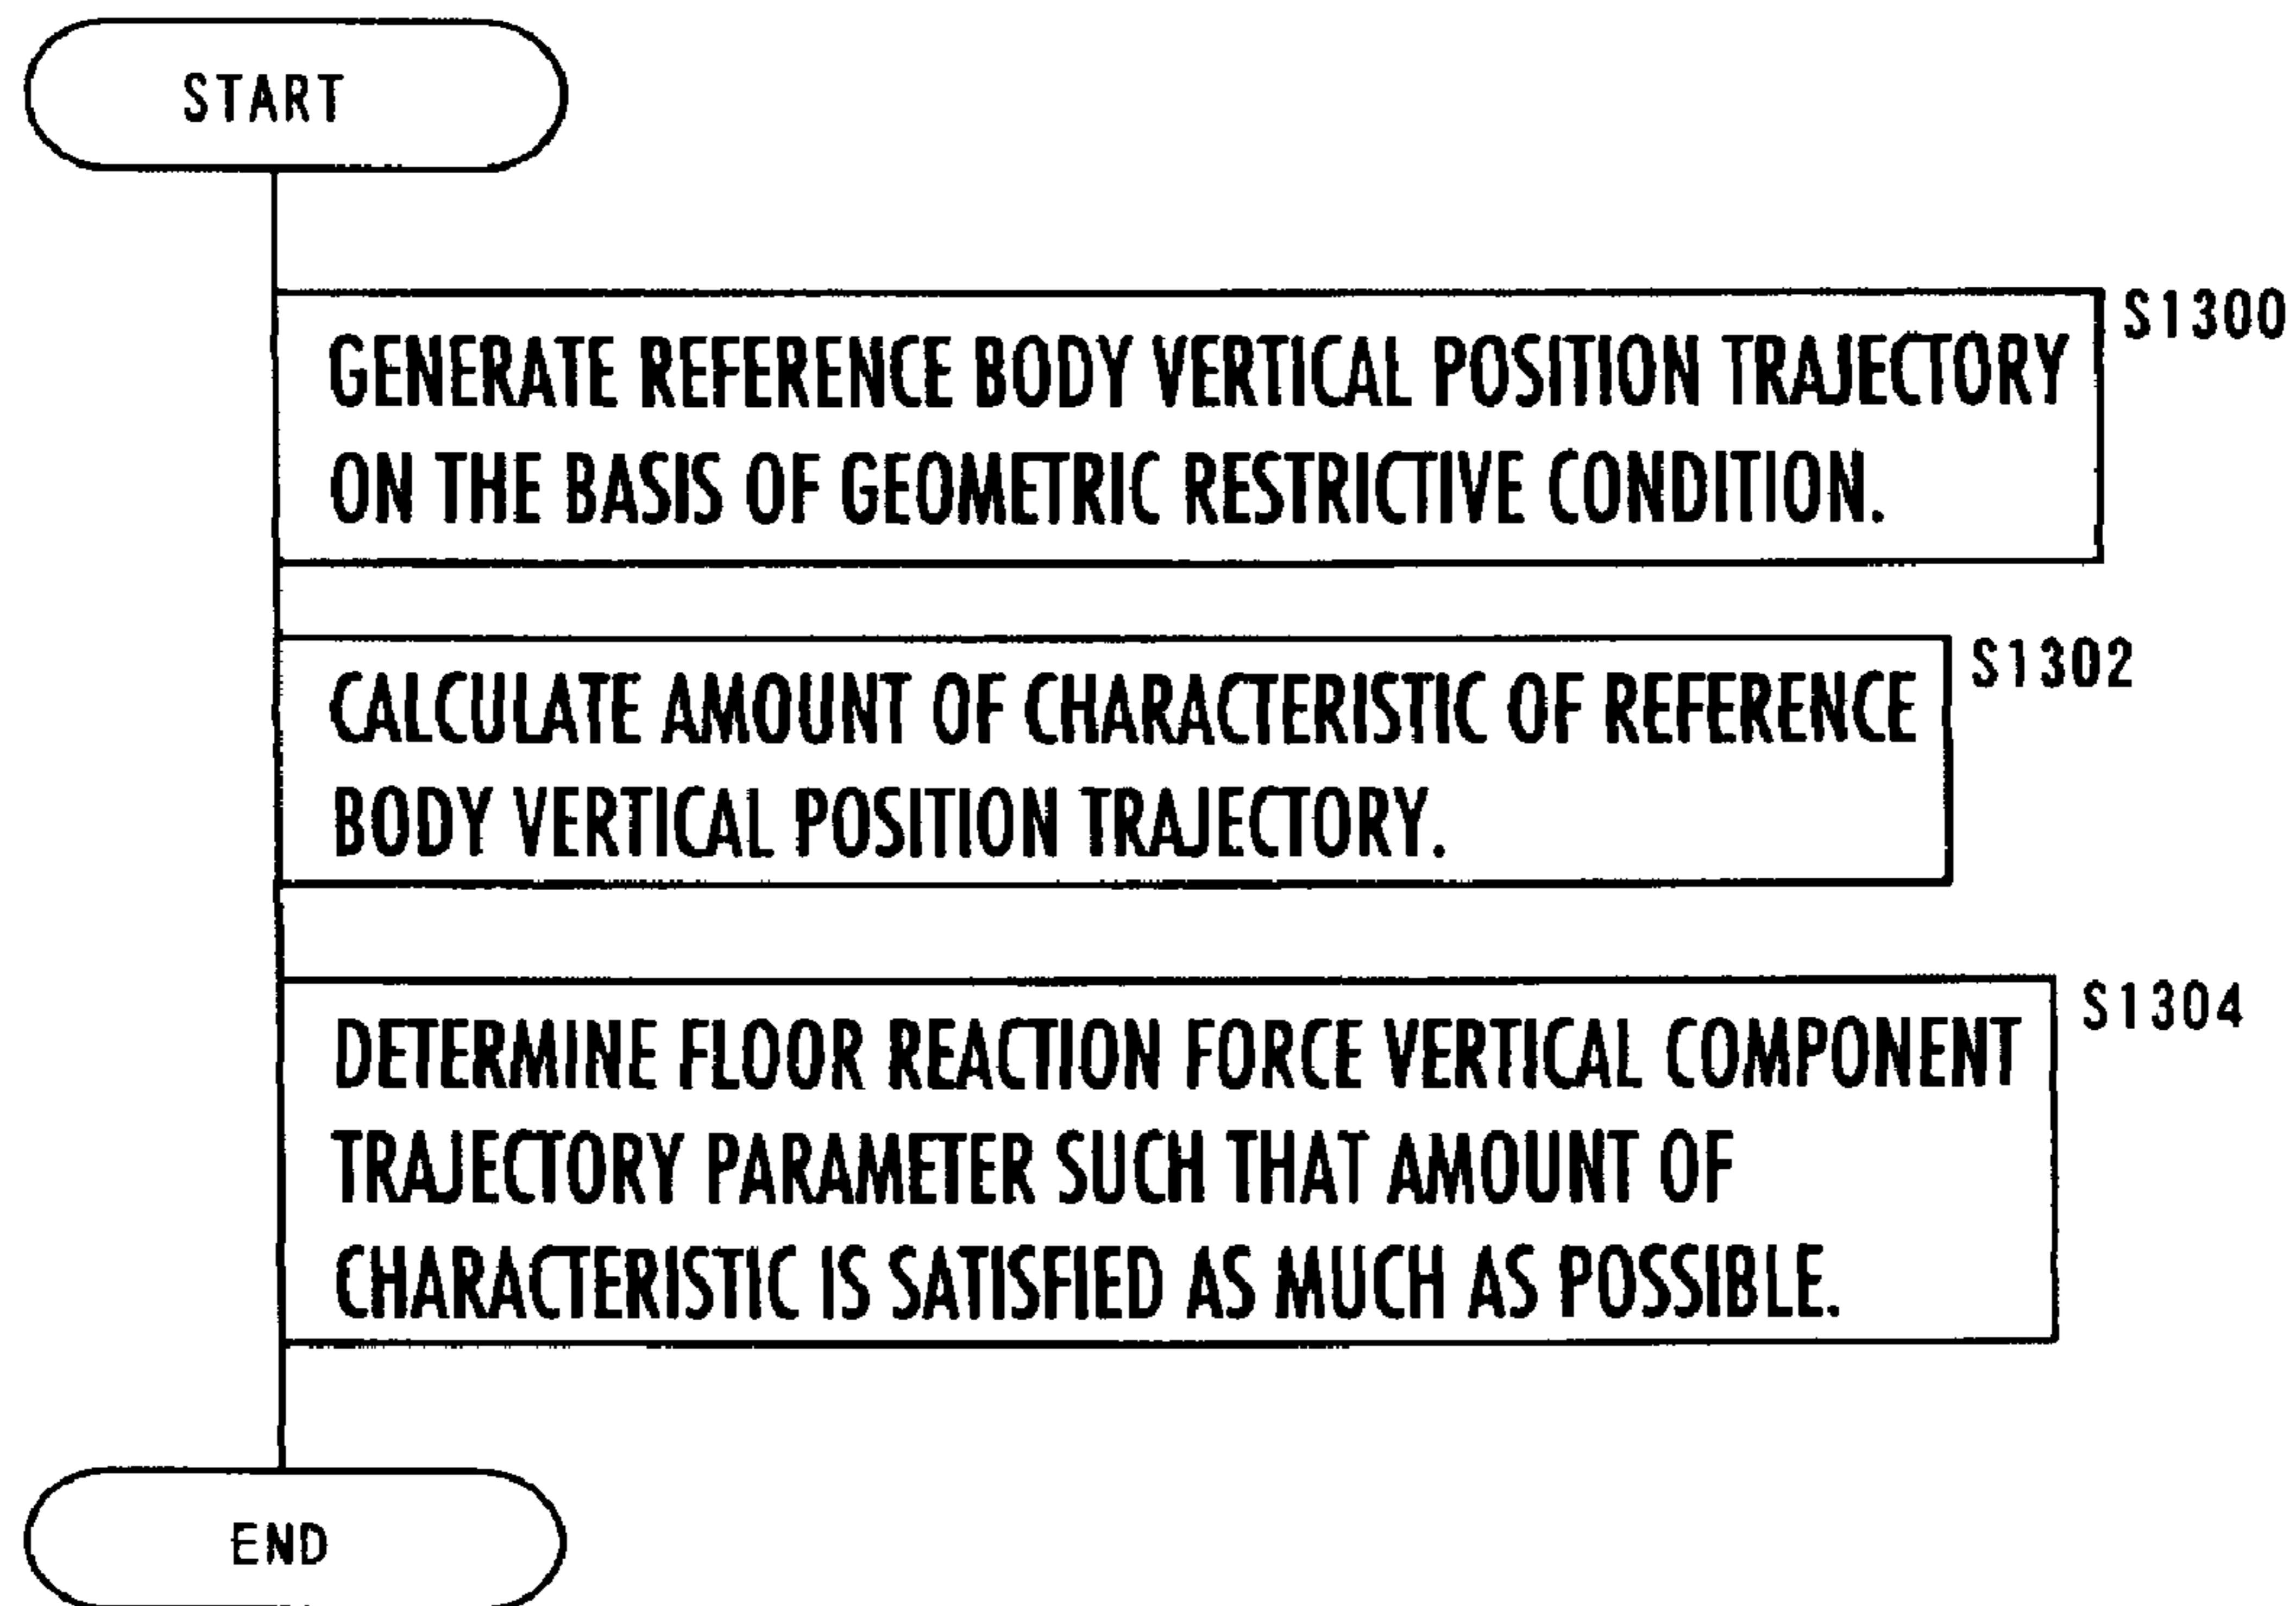 START
S1300
GENERATE REFERENCE BODY VERTICAL POSITION TRAJECTORY
ON THE BASIS OF GEOMETRIC RESTRICTIVE CONDITION.
S1302
CALCULATE AMOUNT OF CHARACTERISTIC OF REFERENCE
BODY VERTICAL POSITION TRAJECTORY.
S1304
DETERMINE FLOOR REACTION FORCE VERTICAL COMPONENT
TRAJECTORY PARAMETER SUCH THAT AMOUNT OF
CHARACTERISTIC IS SATISFIED AS MUCH AS POSSIBLE.
END